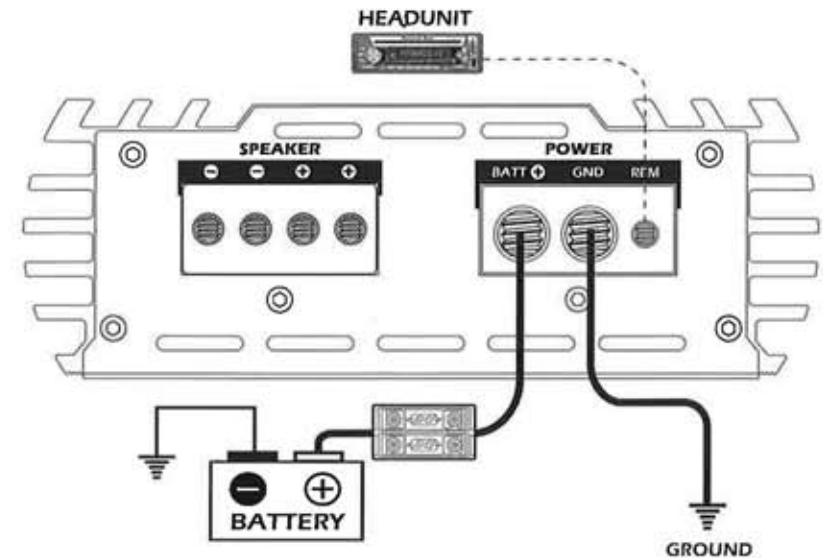 HEADUNIT
SPEAKER
- - + +
POWER
BATT + GND REM
- +
BATTERY
GROUND